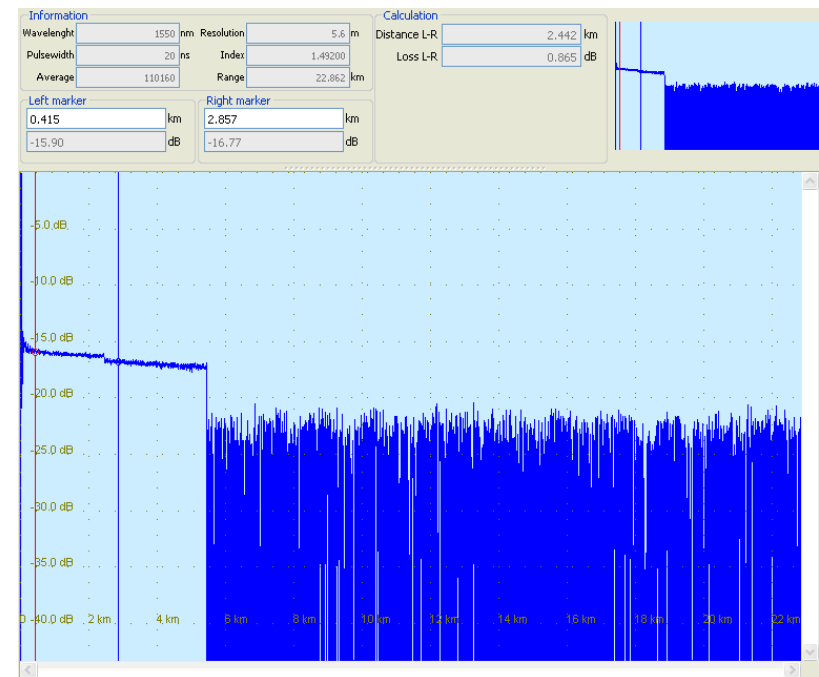 Information
Wavelenght 1550 nm Resolution 5.6 m
Pulsewidth 20 ns Index 1.49200
Average 110160 Range 22.862 km
Calculation
Distance L-R 2.442 km
Loss L-R 0.865 dB
Left marker
0.415 km
-15.90 dB
Right marker
2.857 km
-16.77 dB
-5.0 dB
-10.0 dB
-15.0 dB
-20.0 dB
-25.0 dB
-30.0 dB
-35.0 dB
0 -40.0 dB 2 km 4 km 6 km 8 km 10 km 12 km 14 km 16 km 18 km 20 km 22 km